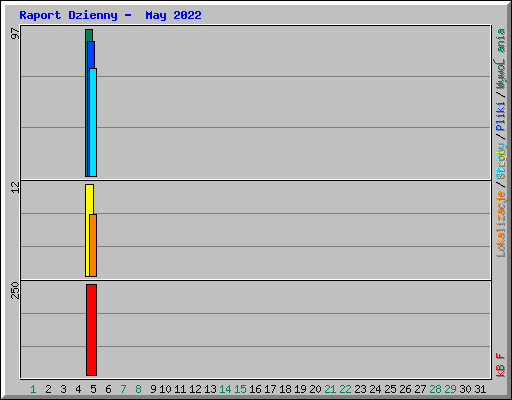 Raport Dzienny - May 2022
97
12
250
Lokalizacje / Strony / Pliki /
kB F
1 2 3 4 5 6 7 8 9 10 11 12 13 14 15 16 17 18 19 20 21 22 23 24 25 26 27 28 29 30 31